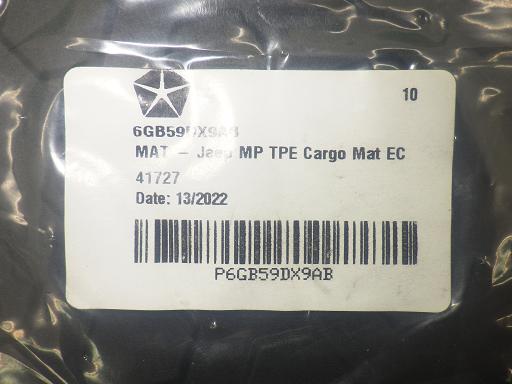 10
6GB59DX9AB
MAT - Jeep MP TPE Cargo Mat EC
41727
Date: 13/2022
P6GB59DX9AB